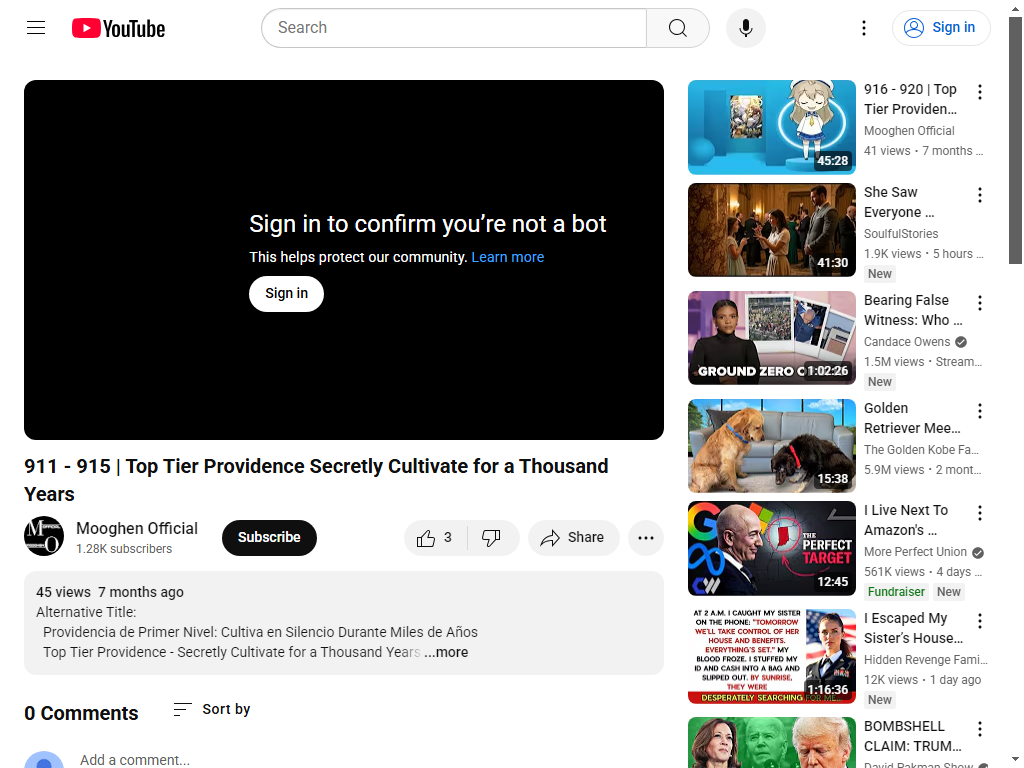 YouTube
Search
Sign in
Sign in to confirm you’re not a bot
This helps protect our community. Learn more
Sign in
911 - 915 | Top Tier Providence Secretly Cultivate for a Thousand
Years
Mooghen Official
1.28K subscribers
Subscribe
3
Share
45 views 7 months ago
Alternative Title:
Providencia de Primer Nivel: Cultiva en Silencio Durante Miles de Años
Top Tier Providence - Secretly Cultivate for a Thousand Years ...more
0 Comments
Sort by
Add a comment...
45:28
916 - 920 | Top
Tier Providen...
Mooghen Official
41 views • 7 months ...
41:30
She Saw
Everyone ...
SoulfulStories
1.9K views • 5 hours ...
New
GROUND ZERO
1:02:26
Bearing False
Witness: Who ...
Candace Owens
1.5M views • Stream...
New
15:38
Golden
Retriever Mee...
The Golden Kobe Fa...
5.9M views • 2 mont...
THE
PERFECT
TARGET
12:45
I Live Next To
Amazon's ...
More Perfect Union
561K views • 4 days ...
Fundraiser New
AT 2 A.M. I CAUGHT MY SISTER
ON THE PHONE: "TOMORROW
WE'LL TAKE CONTROL OF HER
HOUSE AND BENEFITS.
EVERYTHING'S SET." MY
BLOOD FROZE. I STUFFED MY
ID AND CASH INTO A BAG AND
SLIPPED OUT. BY SUNRISE,
THEY WERE
DESPERATELY SEARCHING FOR ME...
1:16:36
I Escaped My
Sister's House...
Hidden Revenge Fami...
12K views • 1 day ago
New
BOMBSHELL
CLAIM: TRUM...
David Pakman Show